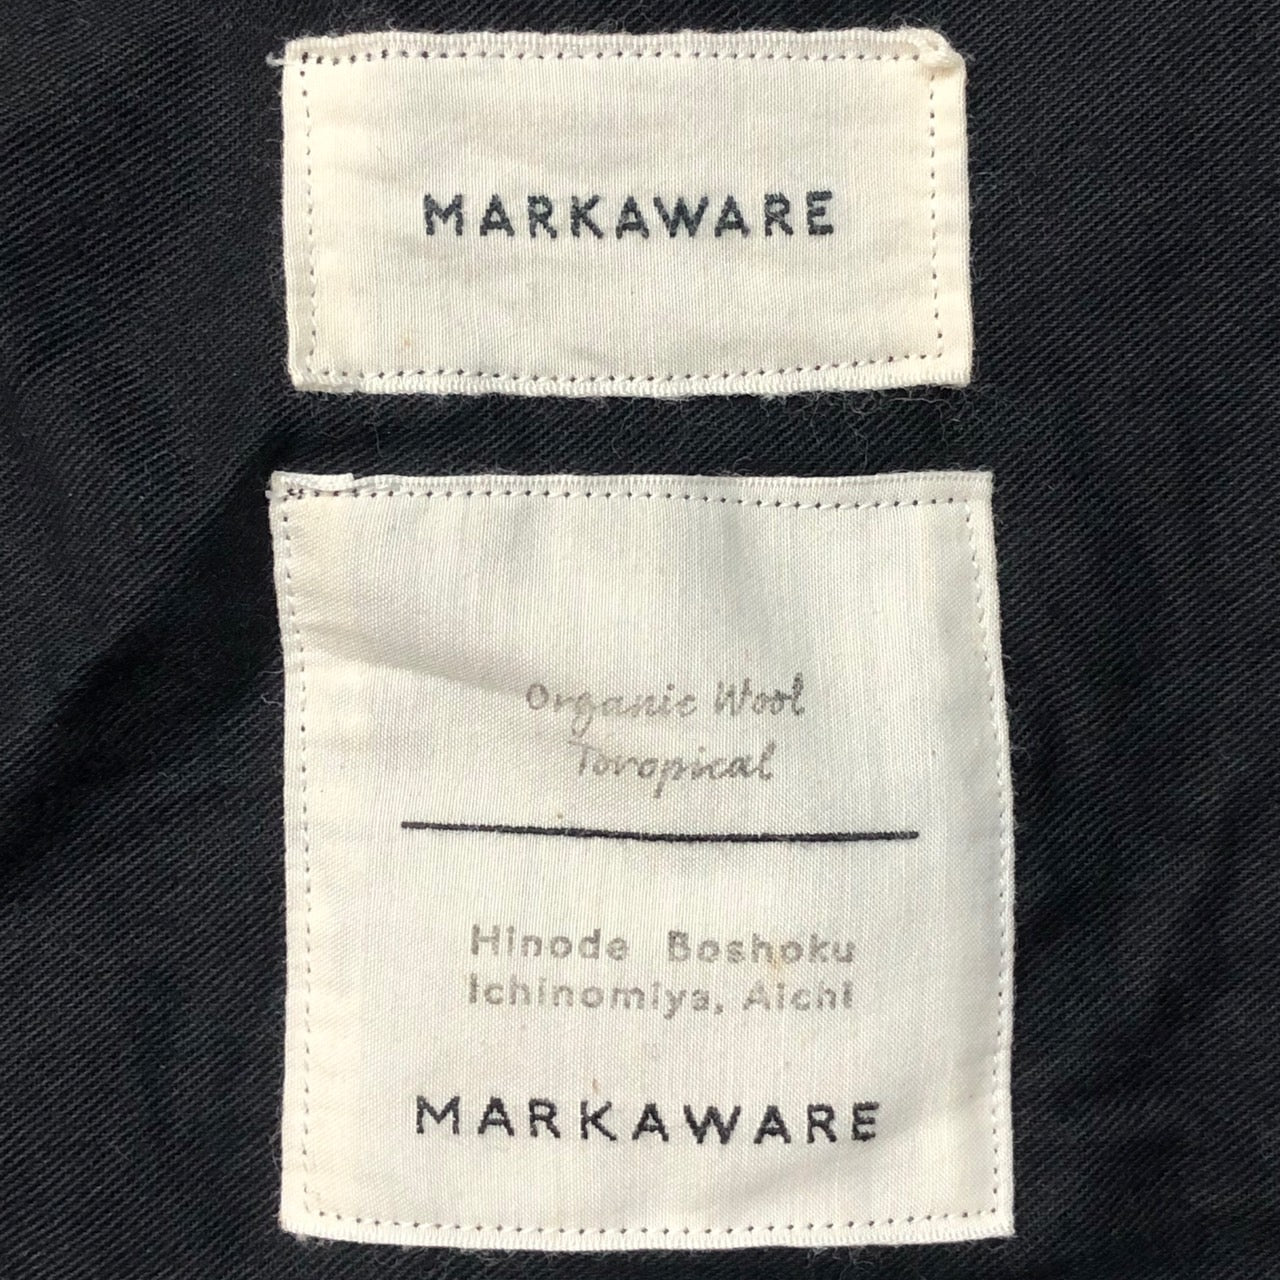 MARKAWARE
Organic Wool
Toropical
Hinode Boshoku
Ichinomiya, Aichi
MARKAWARE